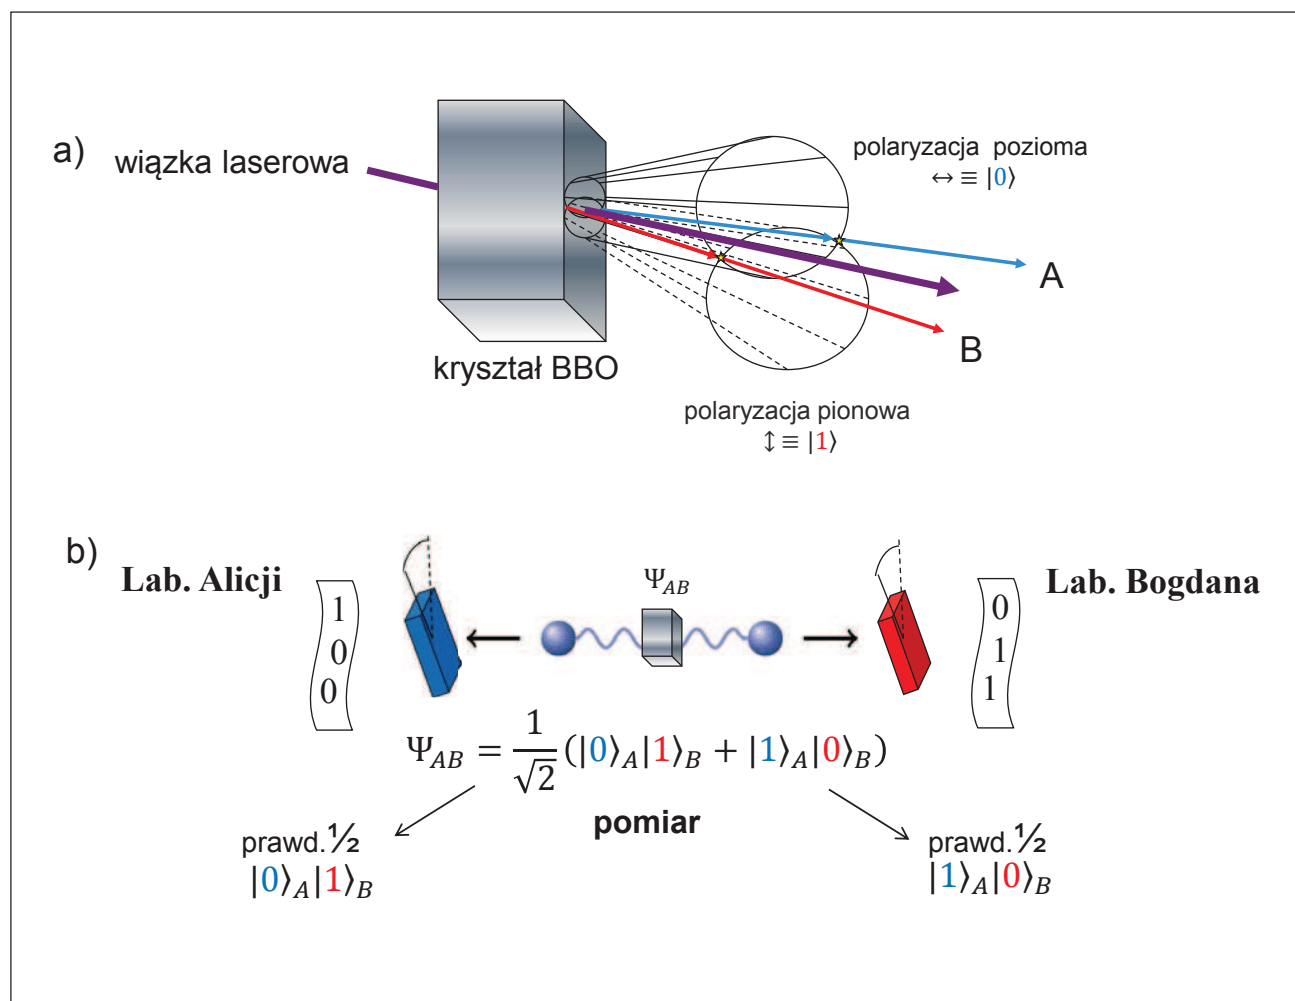 a)
wiązka laserowa
kryształ BBO
polaryzacja pozioma
↔ ≡ |0⟩
A
B
polaryzacja pionowa
↕ ≡ |1⟩
b)
Lab. Alicji
1
0
0
Ψ_AB
Lab. Bogdana
0
1
1
Ψ_AB = 1/√2 (|0⟩_A|1⟩_B + |1⟩_A|0⟩_B)
pomiar
prawd. ½
|0⟩_A|1⟩_B
prawd. ½
|1⟩_A|0⟩_B